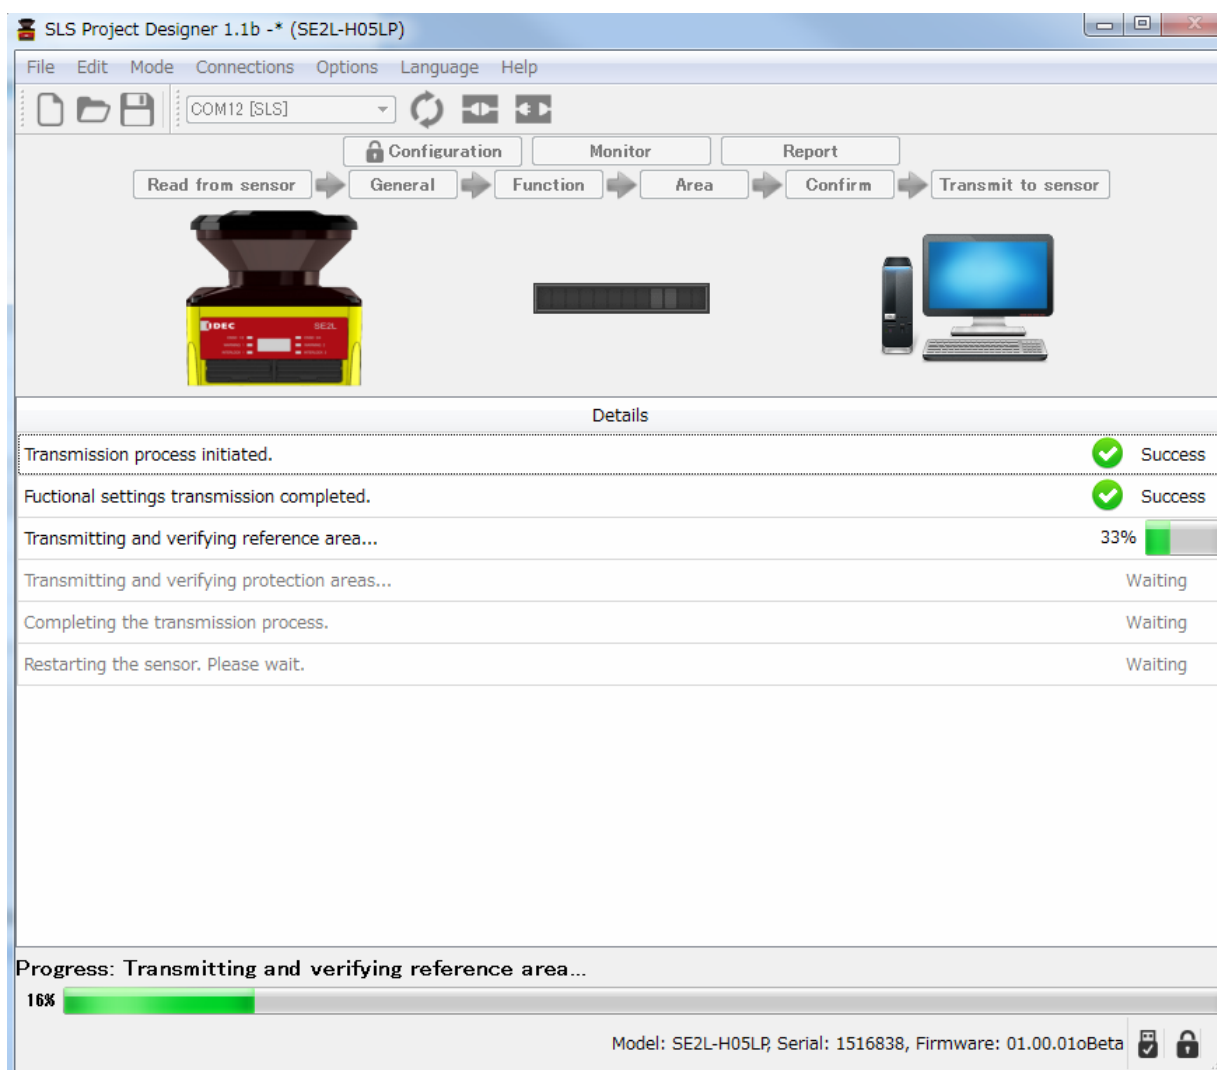 SLS Project Designer 1.1b -* (SE2L-H05LP)
File Edit Mode Connections Options Language Help
COM12 [SLS]
Configuration Monitor Report
Read from sensor General Function Area Confirm Transmit to sensor
IDEC SE2L
Details
Transmission process initiated. Success
Fuctional settings transmission completed. Success
Transmitting and verifying reference area... 33%
Transmitting and verifying protection areas... Waiting
Completing the transmission process. Waiting
Restarting the sensor. Please wait. Waiting
Progress: Transmitting and verifying reference area...
16%
Model: SE2L-H05LP, Serial: 1516838, Firmware: 01.00.01oBeta